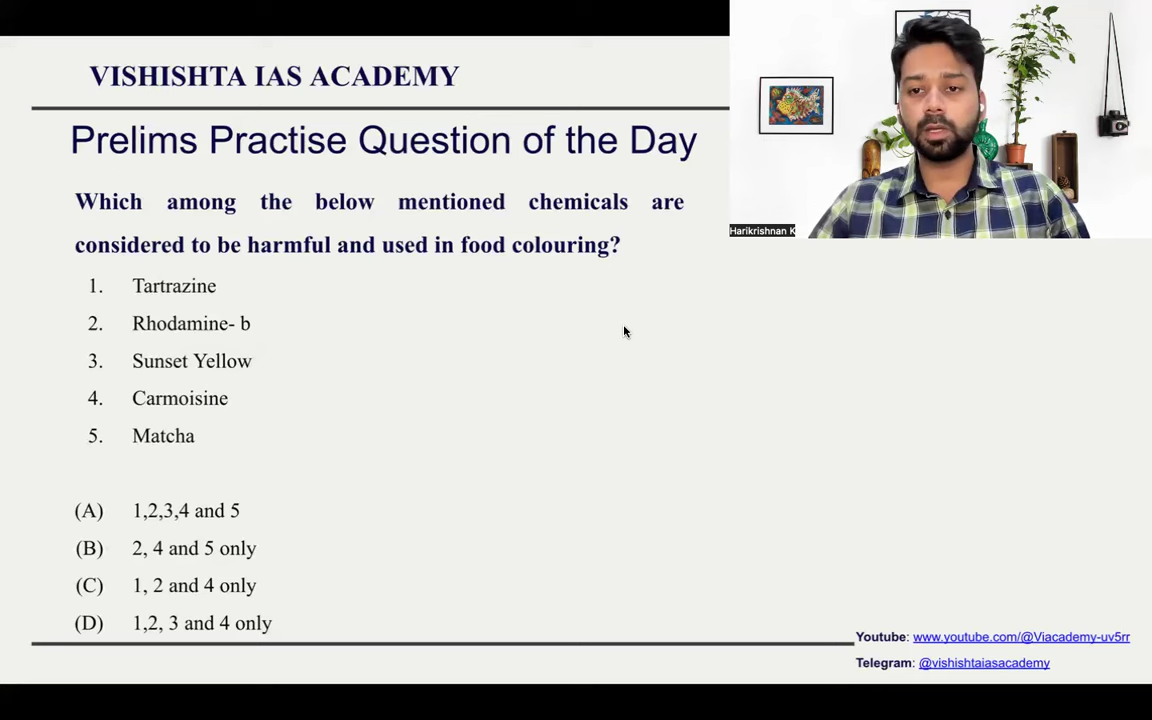 VISHISHTA IAS ACADEMY
Prelims Practise Question of the Day
Which among the below mentioned chemicals are
considered to be harmful and used in food colouring?
1. Tartrazine
2. Rhodamine- b
3. Sunset Yellow
4. Carmoisine
5. Matcha
(A) 1,2,3,4 and 5
(B) 2, 4 and 5 only
(C) 1, 2 and 4 only
(D) 1,2, 3 and 4 only
Harikrishnan K
Youtube: www.youtube.com/@Viacademy-uv5rr
Telegram: @vishishtaiasacademy